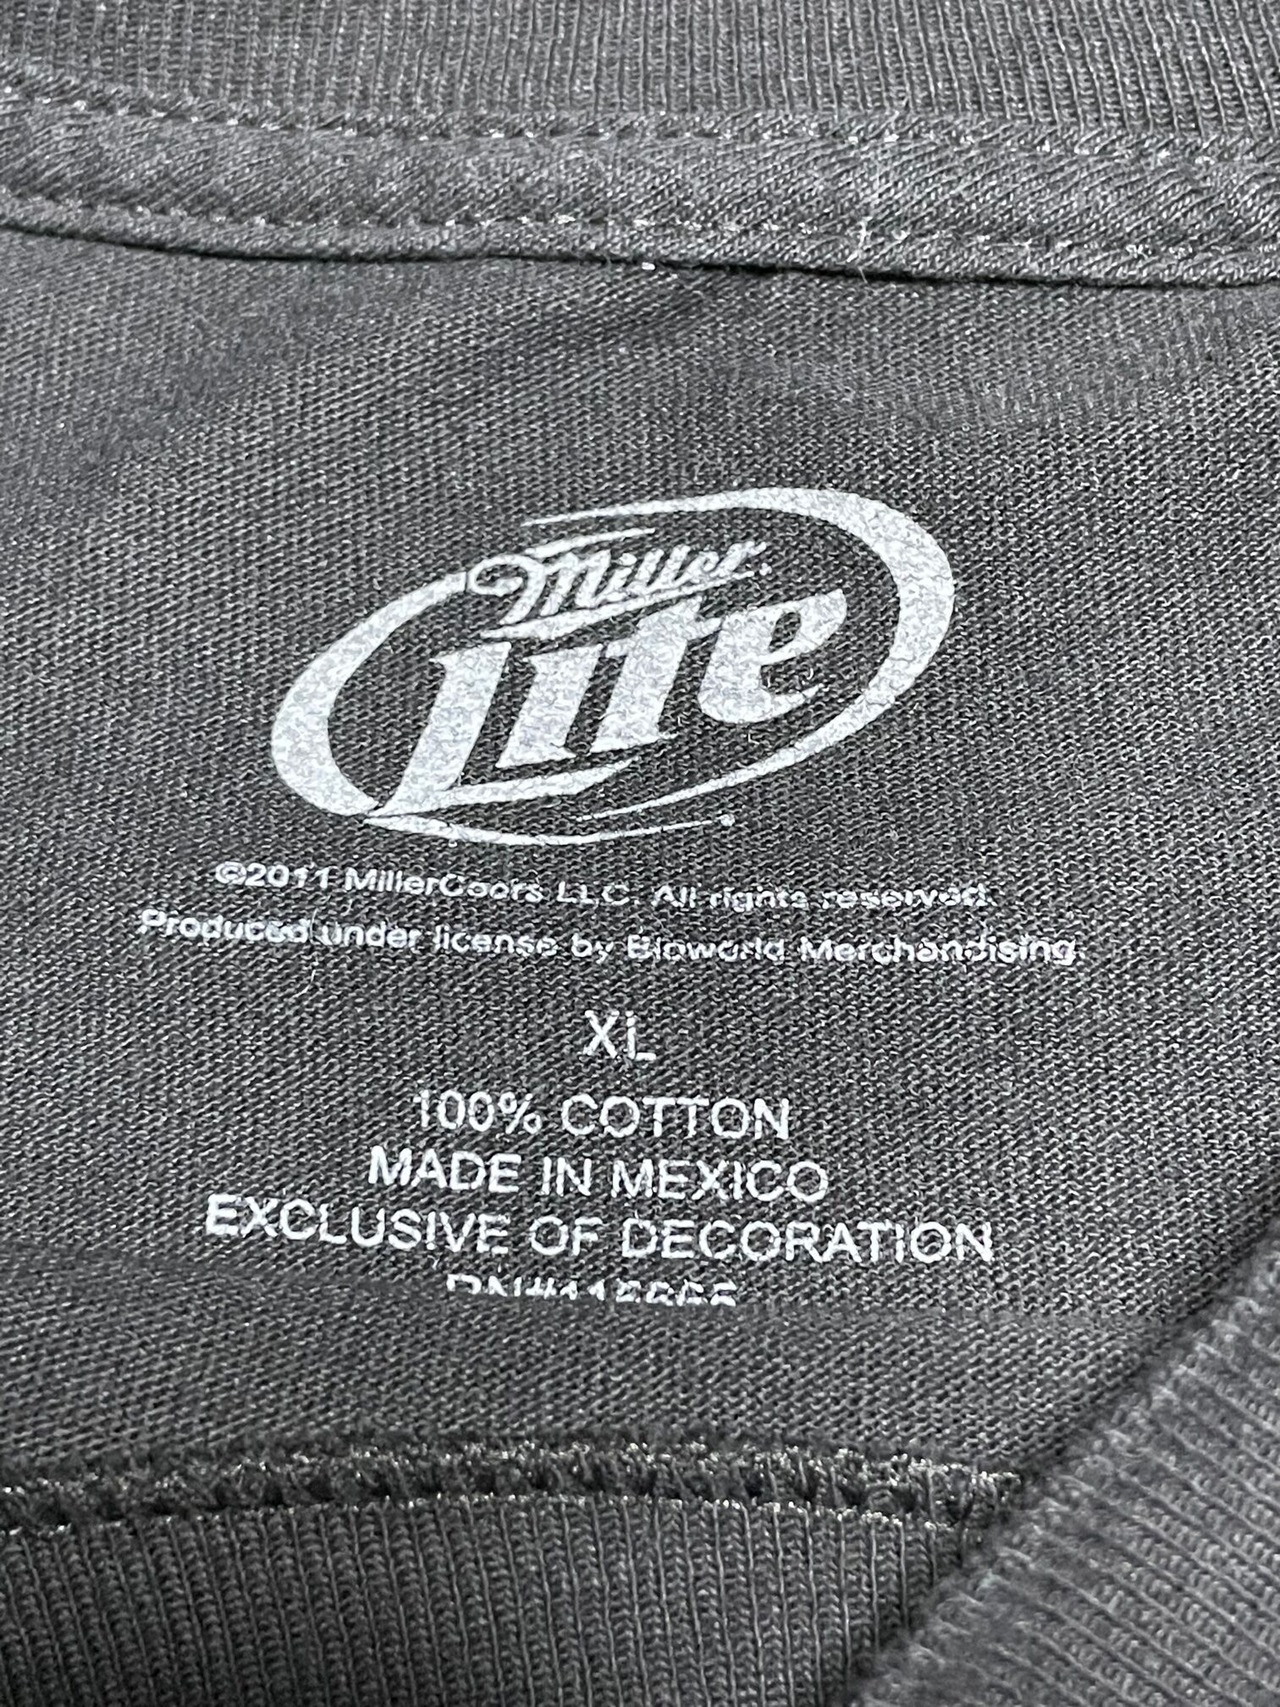 Miller
Lite
©2011 MillerCoors LLC. All rights reserved.
Produced under license by Bioworld Merchandising.
XL
100% COTTON
MADE IN MEXICO
EXCLUSIVE OF DECORATION